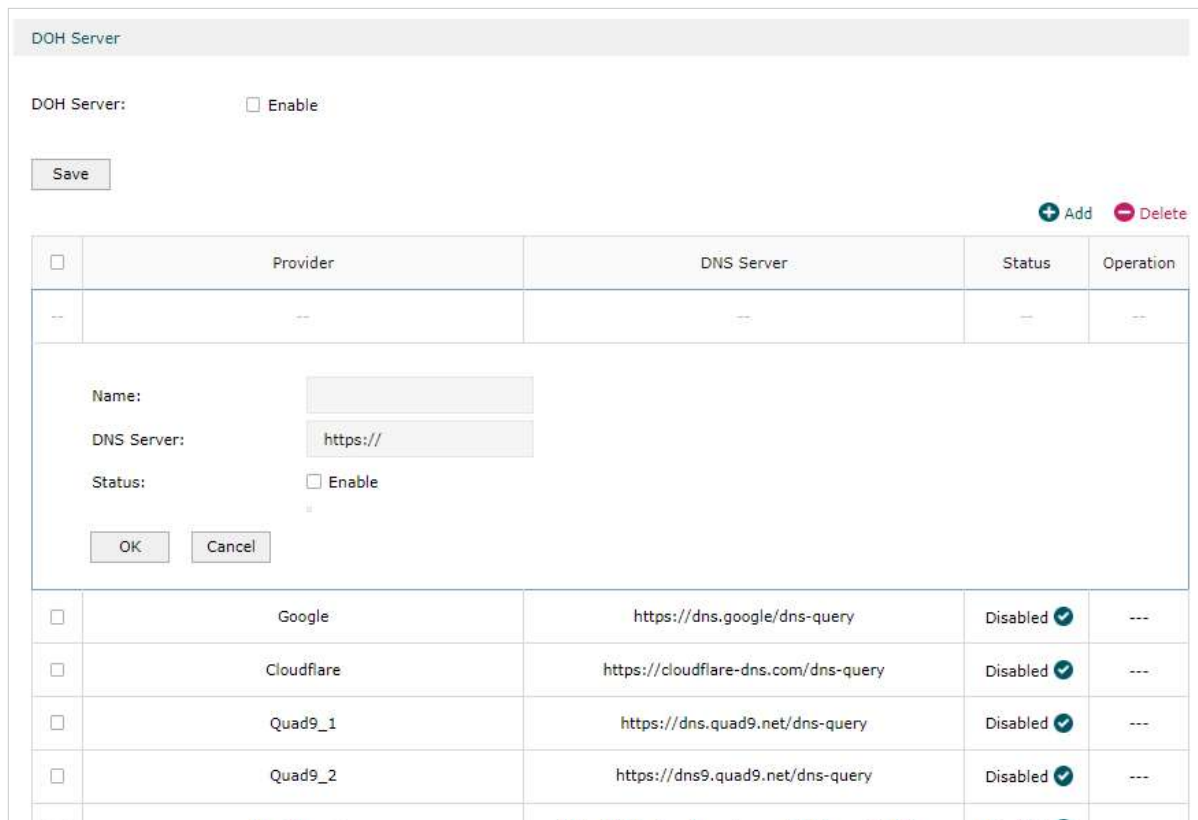 DOH Server
DOH Server: Enable
Save
Add Delete
Provider DNS Server Status Operation
-- -- -- -- --
Name:
DNS Server: https://
Status: Enable
OK Cancel
Google https://dns.google/dns-query Disabled ---
Cloudflare https://cloudflare-dns.com/dns-query Disabled ---
Quad9_1 https://dns.quad9.net/dns-query Disabled ---
Quad9_2 https://dns9.quad9.net/dns-query Disabled ---